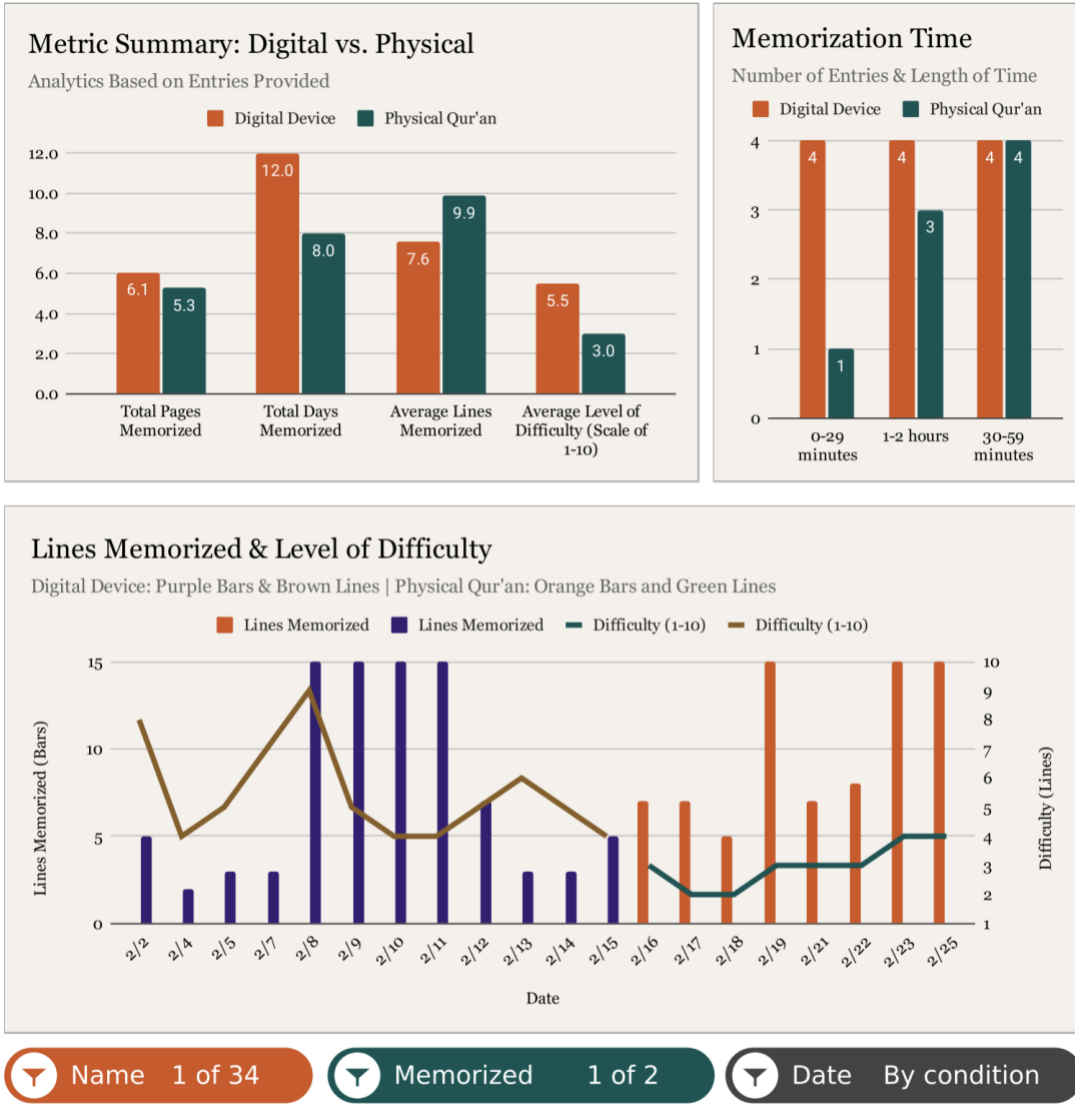 Metric Summary: Digital vs. Physical
Analytics Based on Entries Provided
Digital Device Physical Qur'an
12.0
10.0
8.0
6.0
4.0
2.0
0.0
6.1
5.3
12.0
8.0
7.6
9.9
5.5
3.0
Total Pages
Memorized
Total Days
Memorized
Average Lines
Memorized
Average Level of
Difficulty (Scale of
1-10)
Memorization Time
Number of Entries & Length of Time
Digital Device Physical Qur'an
4
3
2
1
0
4
1
4
3
4
4
0-29
minutes
1-2 hours
30-59
minutes
Lines Memorized & Level of Difficulty
Digital Device: Purple Bars & Brown Lines | Physical Qur'an: Orange Bars and Green Lines
Lines Memorized Lines Memorized Difficulty (1-10) Difficulty (1-10)
Lines Memorized (Bars)
15
10
5
0
10
9
8
7
6
5
4
3
2
1
Difficulty (Lines)
2/2 2/4 2/5 2/7 2/8 2/9 2/10 2/11 2/12 2/13 2/14 2/15 2/16 2/17 2/18 2/19 2/21 2/22 2/23 2/25
Date
Name 1 of 34
Memorized 1 of 2
Date By condition